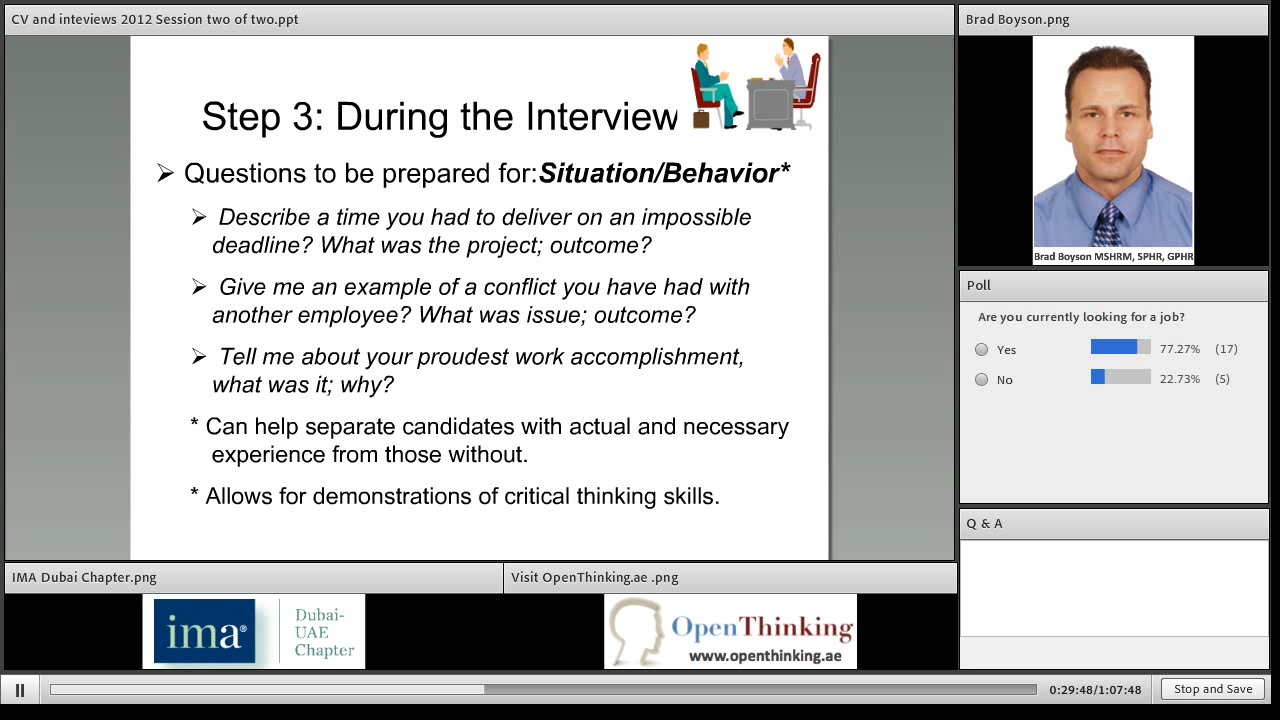 CV and inteviews 2012 Session two of two.ppt
Step 3: During the Interview
➢ Questions to be prepared for:Situation/Behavior*
➢ Describe a time you had to deliver on an impossible
deadline? What was the project; outcome?
➢ Give me an example of a conflict you have had with
another employee? What was issue; outcome?
➢ Tell me about your proudest work accomplishment,
what was it; why?
* Can help separate candidates with actual and necessary
experience from those without.
* Allows for demonstrations of critical thinking skills.
Brad Boyson.png
Brad Boyson MSHRM, SPHR, GPHR
Poll
Are you currently looking for a job?
Yes 77.27% (17)
No 22.73% (5)
Q & A
IMA Dubai Chapter.png
ima®
Dubai-
UAE
Chapter
Visit OpenThinking.ae .png
OpenThinking
www.openthinking.ae
0:29:48/1:07:48
Stop and Save